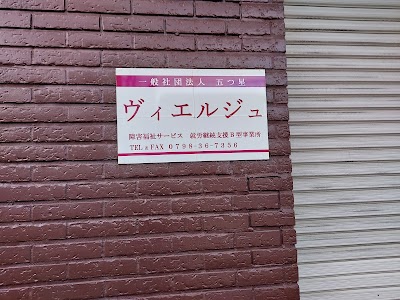 一般社団法人 五つ星
ヴィエルジュ
障害福祉サービス 就労継続支援B型事業所
TEL&FAX 0798-36-7356